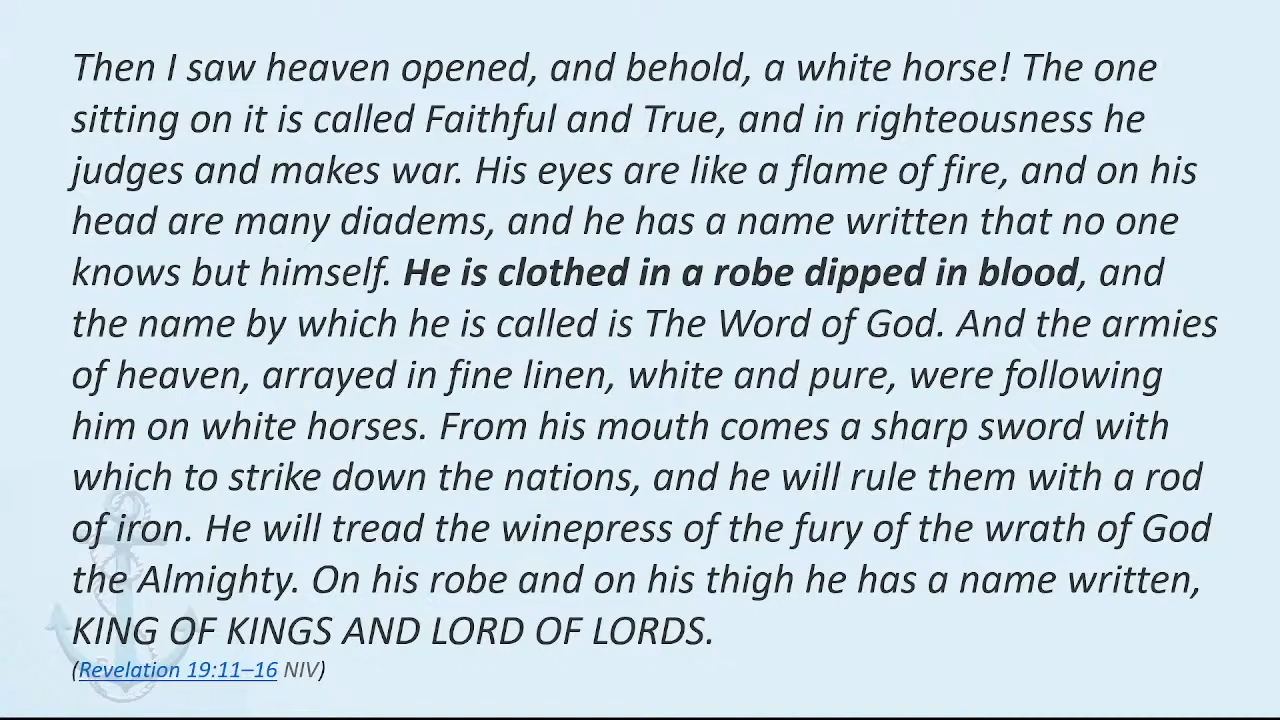 Then I saw heaven opened, and behold, a white horse! The one
sitting on it is called Faithful and True, and in righteousness he
judges and makes war. His eyes are like a flame of fire, and on his
head are many diadems, and he has a name written that no one
knows but himself. He is clothed in a robe dipped in blood, and
the name by which he is called is The Word of God. And the armies
of heaven, arrayed in fine linen, white and pure, were following
him on white horses. From his mouth comes a sharp sword with
which to strike down the nations, and he will rule them with a rod
of iron. He will tread the winepress of the fury of the wrath of God
the Almighty. On his robe and on his thigh he has a name written,
KING OF KINGS AND LORD OF LORDS.
(Revelation 19:11–16 NIV)